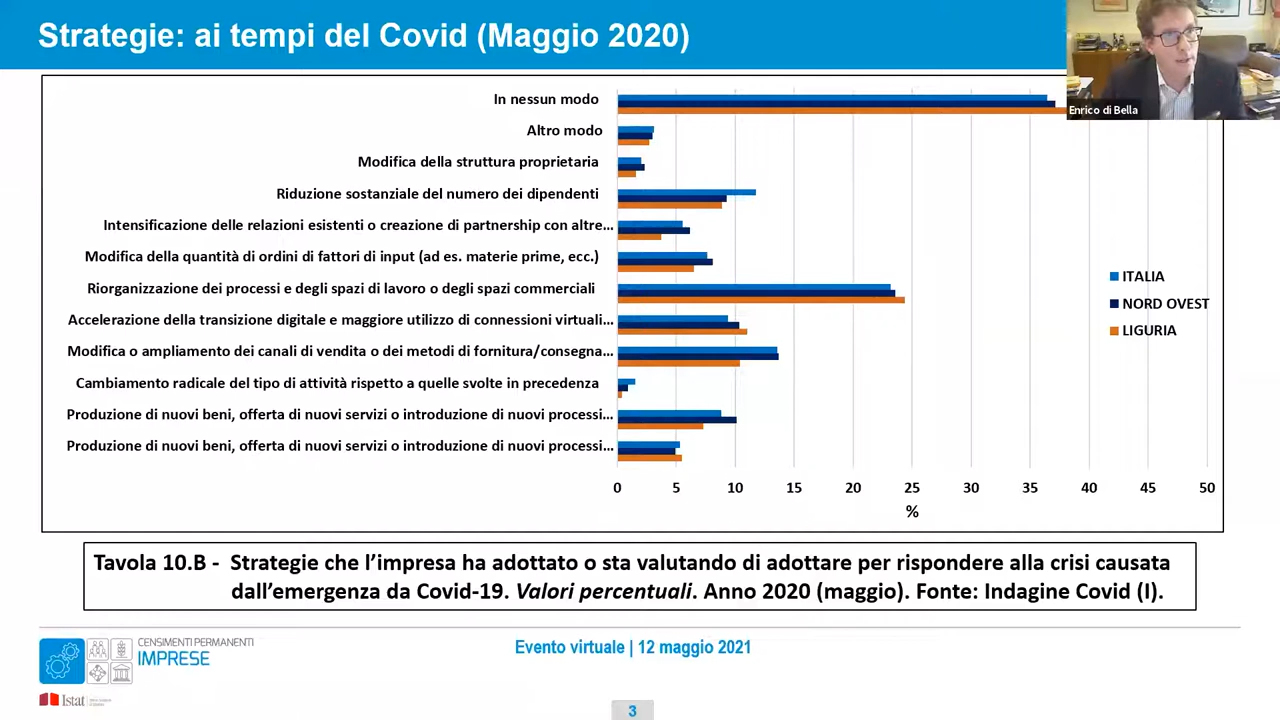 Strategie: ai tempi del Covid (Maggio 2020)
Enrico di Bella
In nessun modo
Altro modo
Modifica della struttura proprietaria
Riduzione sostanziale del numero dei dipendenti
Intensificazione delle relazioni esistenti o creazione di partnership con altre...
Modifica della quantità di ordini di fattori di input (ad es. materie prime, ecc.)
Riorganizzazione dei processi e degli spazi di lavoro o degli spazi commerciali
Accelerazione della transizione digitale e maggiore utilizzo di connessioni virtuali...
Modifica o ampliamento dei canali di vendita o dei metodi di fornitura/consegna...
Cambiamento radicale del tipo di attività rispetto a quelle svolte in precedenza
Produzione di nuovi beni, offerta di nuovi servizi o introduzione di nuovi processi...
Produzione di nuovi beni, offerta di nuovi servizi o introduzione di nuovi processi...
ITALIA
NORD OVEST
LIGURIA
0 5 10 15 20 25 30 35 40 45 50
%
Tavola 10.B - Strategie che l’impresa ha adottato o sta valutando di adottare per rispondere alla crisi causata
dall’emergenza da Covid-19. Valori percentuali. Anno 2020 (maggio). Fonte: Indagine Covid (I).
CENSIMENTI PERMANENTI
IMPRESE
Evento virtuale | 12 maggio 2021
Istat
3